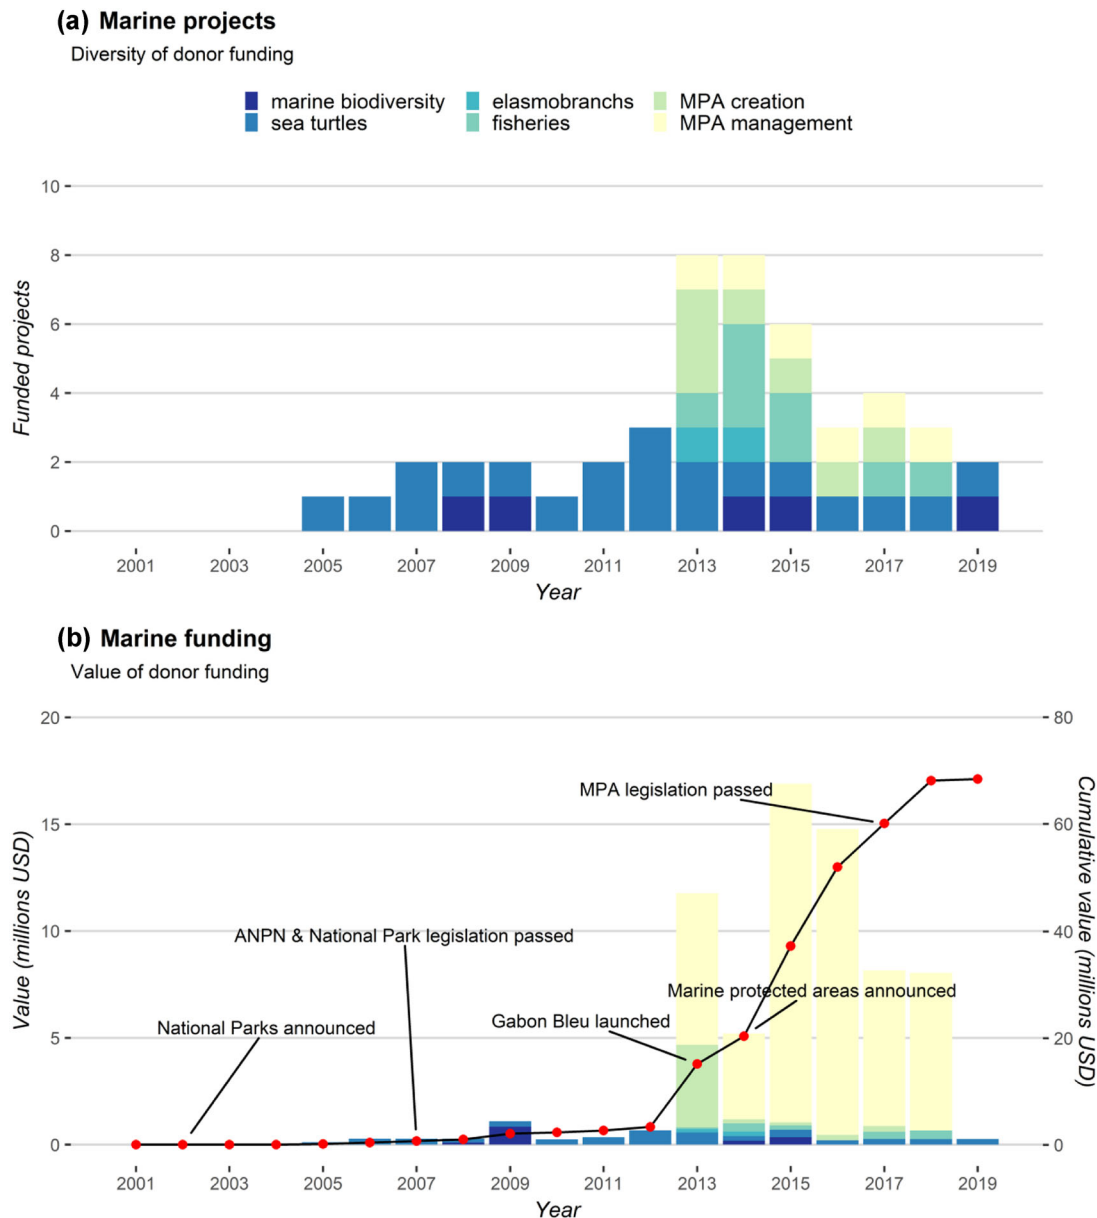 (a) Marine projects
Diversity of donor funding
marine biodiversity elasmobranchs MPA creation
sea turtles fisheries MPA management
10
8
6
4
2
0
Funded projects
2001 2003 2005 2007 2009 2011 2013 2015 2017 2019
Year
(b) Marine funding
Value of donor funding
20 80
15 60
10 40
5 20
0 0
Value (millions USD)
Cumulative value (millions USD)
MPA legislation passed
ANPN & National Park legislation passed
Marine protected areas announced
Gabon Bleu launched
National Parks announced
2001 2003 2005 2007 2009 2011 2013 2015 2017 2019
Year